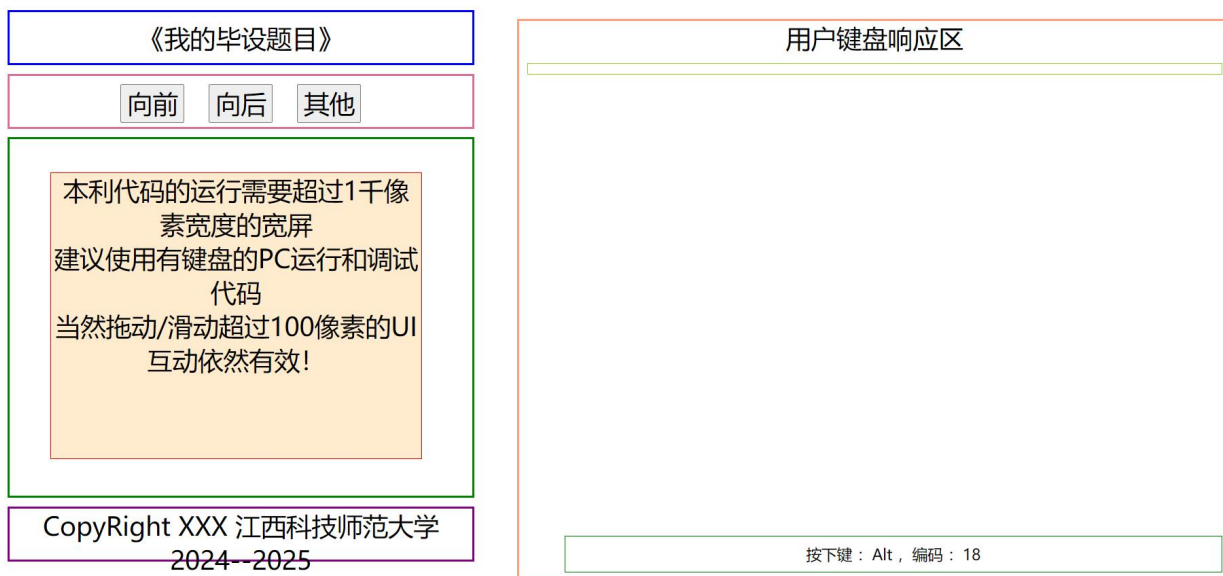 《我的毕设题目》
向前 向后 其他
本利代码的运行需要超过1千像
素宽度的宽屏
建议使用有键盘的PC运行和调试
代码
当然拖动/滑动超过100像素的UI
互动依然有效！
CopyRight XXX 江西科技师范大学
2024--2025
用户键盘响应区
按下键 ：Alt ，编码 ：18